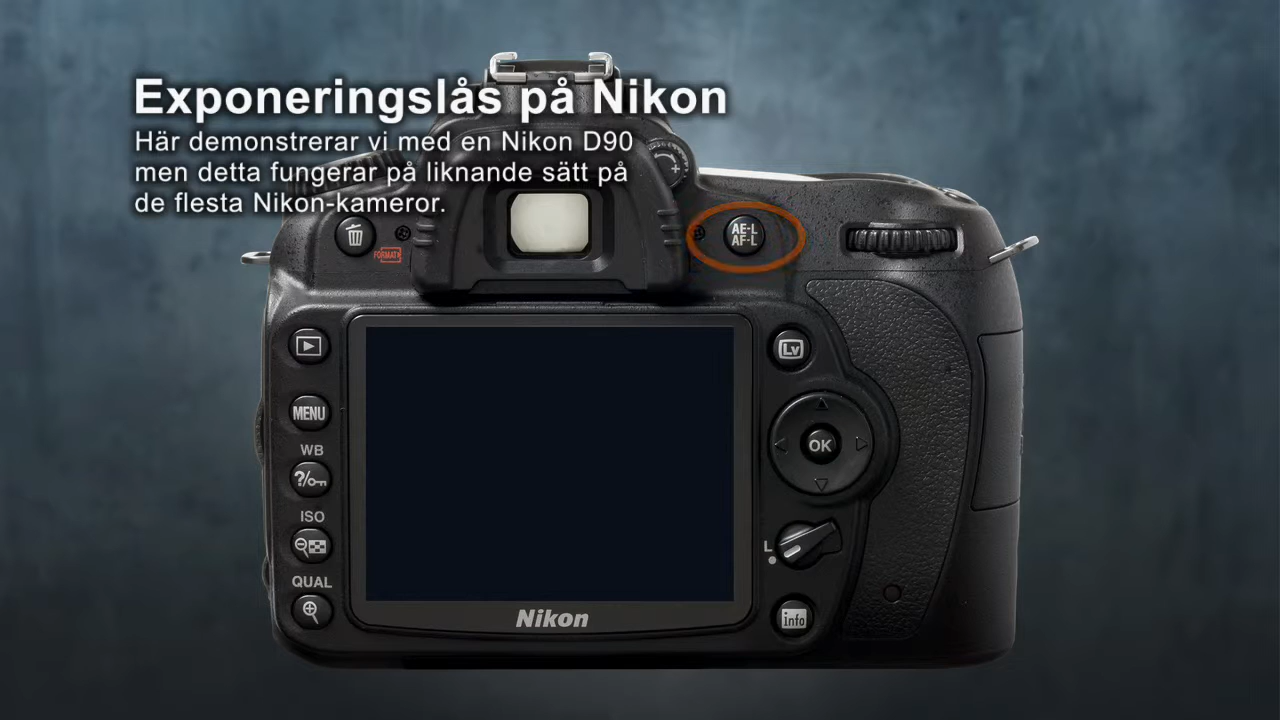 Exponeringslås på Nikon
Här demonstrerar vi med en Nikon D90
men detta fungerar på liknande sätt på
de flesta Nikon-kameror.
FORMAT
AE-L
AF-L
Lv
MENU
WB
?/
OK
ISO
L
QUAL
info
Nikon